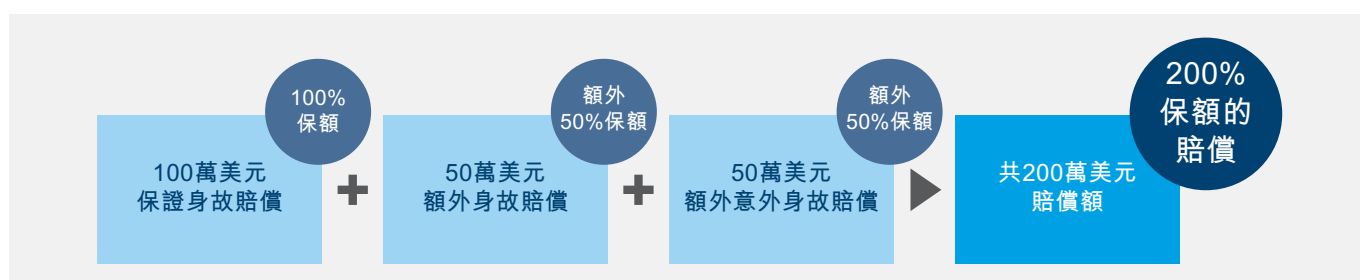 100%
保額
100萬美元
保證身故賠償
額外
50%保額
50萬美元
額外身故賠償
額外
50%保額
50萬美元
額外意外身故賠償
200%
保額的
賠償
共200萬美元
賠償額